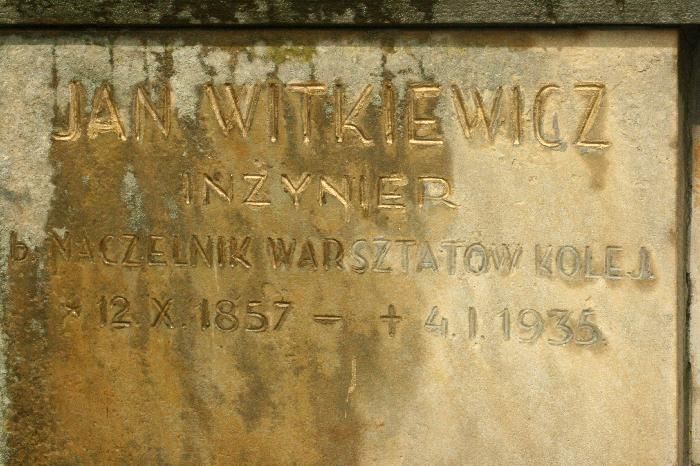 JAN WITKIEWICZ
INŻYNIER
b. NACZELNIK WARSZTATÓW KOLEJ.
* 12 X. 1857 – + 4. I. 1935.